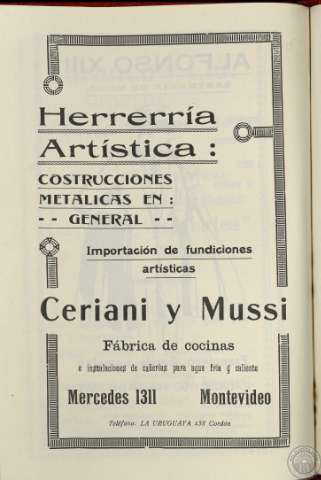 Herrería
Artística :
COSTRUCCIONES
METALICAS EN :
- - GENERAL - -
Importación de fundiciones
artísticas
Ceriani y Mussi
Fábrica de cocinas
e instalaciones de cañerías para agua fría y caliente
Mercedes 1311 Montevideo
Teléfono: LA URUGUAYA 438 Cordón